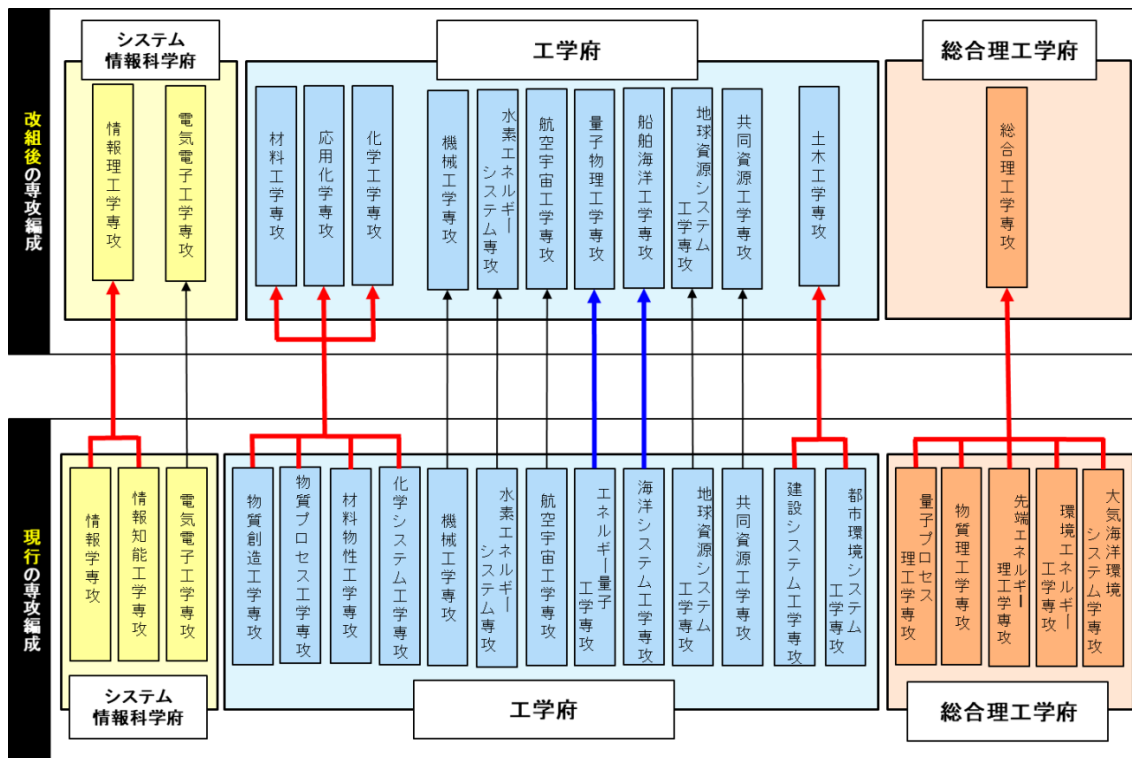 改組後の専攻編成
システム
情報科学府
工学府
総合理工学府
情報理工学専攻
電気電子工学専攻
材料工学専攻
応用化学専攻
化学工学専攻
機械工学専攻
水素エネルギー
システム専攻
航空宇宙工学専攻
量子物理工学専攻
船舶海洋工学専攻
地球資源システム
工学専攻
共同資源工学専攻
土木工学専攻
総合理工学専攻
現行の専攻編成
情報学専攻
情報知能工学専攻
電気電子工学専攻
物質創造工学専攻
物質プロセス工学専攻
材料物性工学専攻
化学システム工学専攻
機械工学専攻
水素エネルギー
システム専攻
航空宇宙工学専攻
エネルギー量子
工学専攻
海洋システム工学専攻
地球資源システム
工学専攻
共同資源工学専攻
建設システム工学専攻
都市環境システム
工学専攻
量子プロセス
理工学専攻
物質理工学専攻
先端エネルギー
理工学専攻
環境エネルギー
工学専攻
大気海洋環境
システム学専攻
システム
情報科学府
工学府
総合理工学府